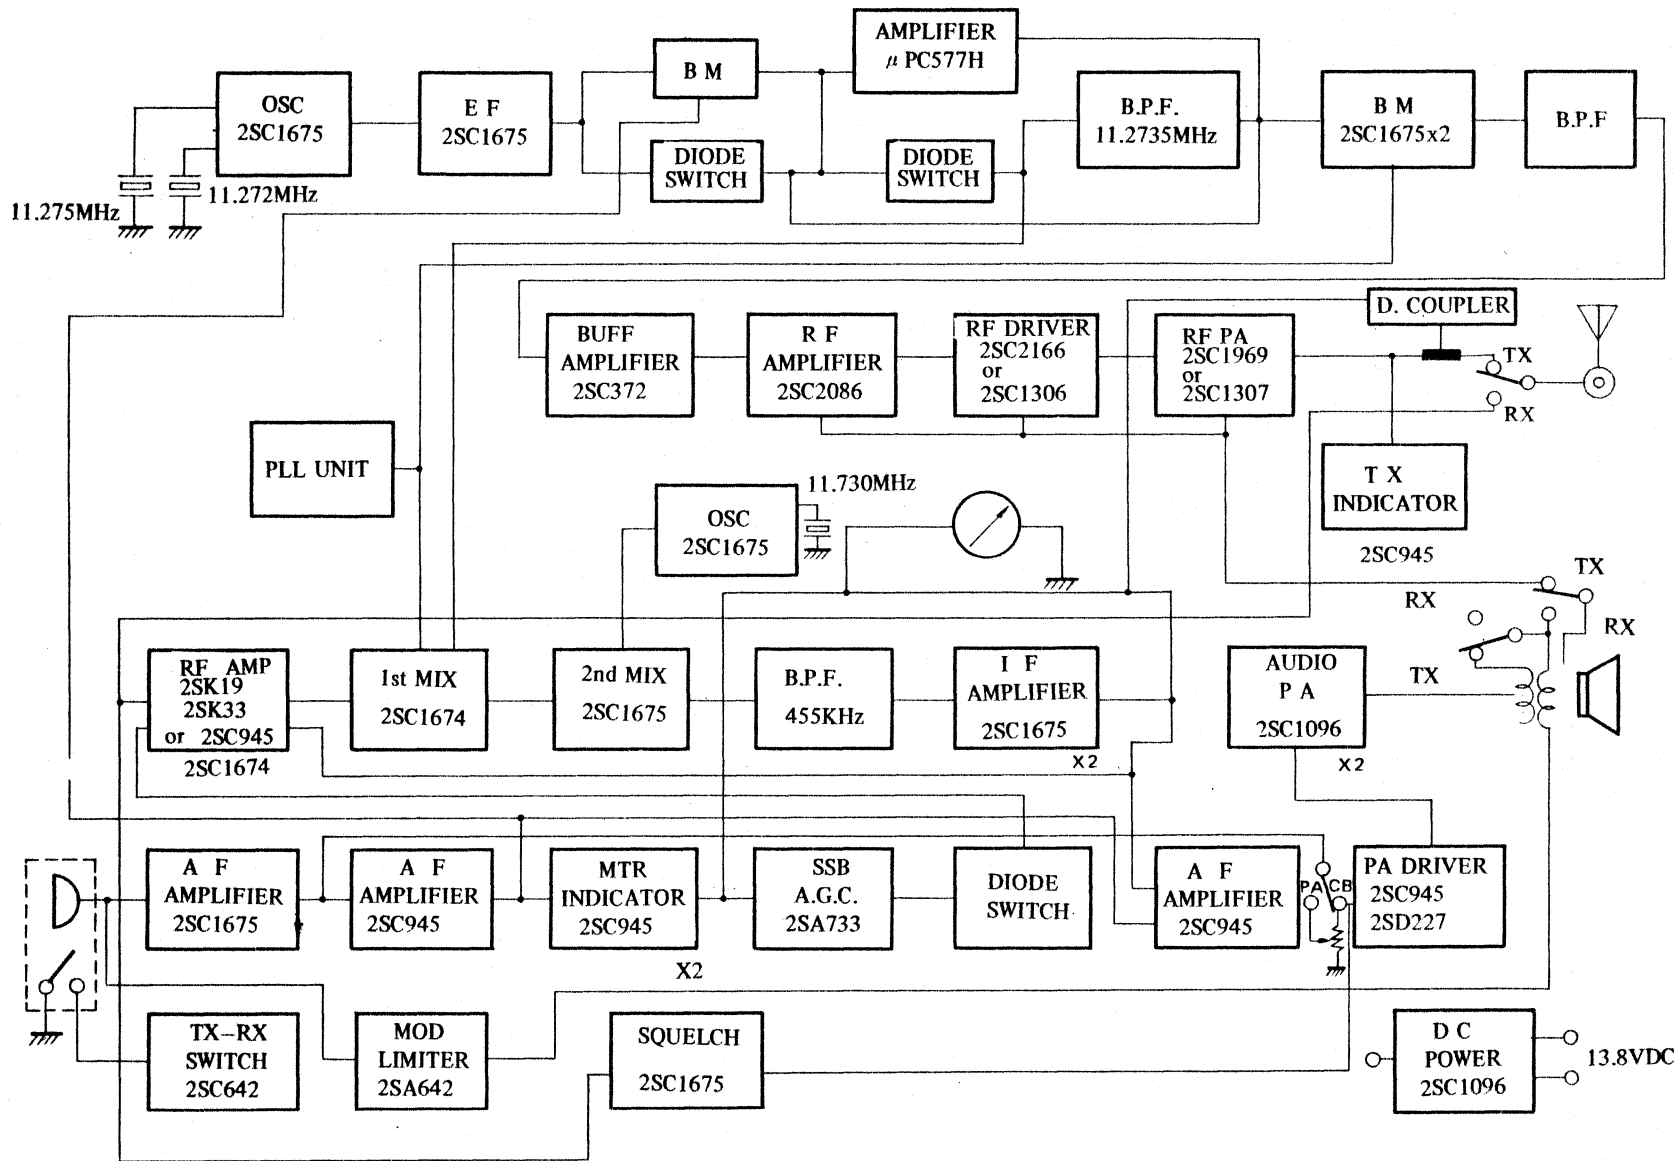 AMPLIFIER
μ PC577H
B M
OSC
2SC1675
E F
2SC1675
B.P.F.
11.2735MHz
B M
2SC1675x2
B.P.F
DIODE
SWITCH
DIODE
SWITCH
11.275MHz
11.272MHz
D. COUPLER
BUFF
AMPLIFIER
2SC372
R F
AMPLIFIER
2SC2086
RF DRIVER
2SC2166
or
2SC1306
RF PA
2SC1969
or
2SC1307
TX
RX
PLL UNIT
OSC
2SC1675
11.730MHz
T X
INDICATOR
2SC945
TX
RX
RX
TX
RF AMP
2SK19
2SK33
or 2SC945
2SC1674
1st MIX
2SC1674
2nd MIX
2SC1675
B.P.F.
455KHz
I F
AMPLIFIER
2SC1675
X2
AUDIO
P A
2SC1096
X2
A F
AMPLIFIER
2SC1675
A F
AMPLIFIER
2SC945
MTR
INDICATOR
2SC945
X2
SSB
A.G.C.
2SA733
DIODE
SWITCH
A F
AMPLIFIER
2SC945
PA CB
PA DRIVER
2SC945
2SD227
TX-RX
SWITCH
2SC642
MOD
LIMITER
2SA642
SQUELCH
2SC1675
D C
POWER
2SC1096
13.8VDC